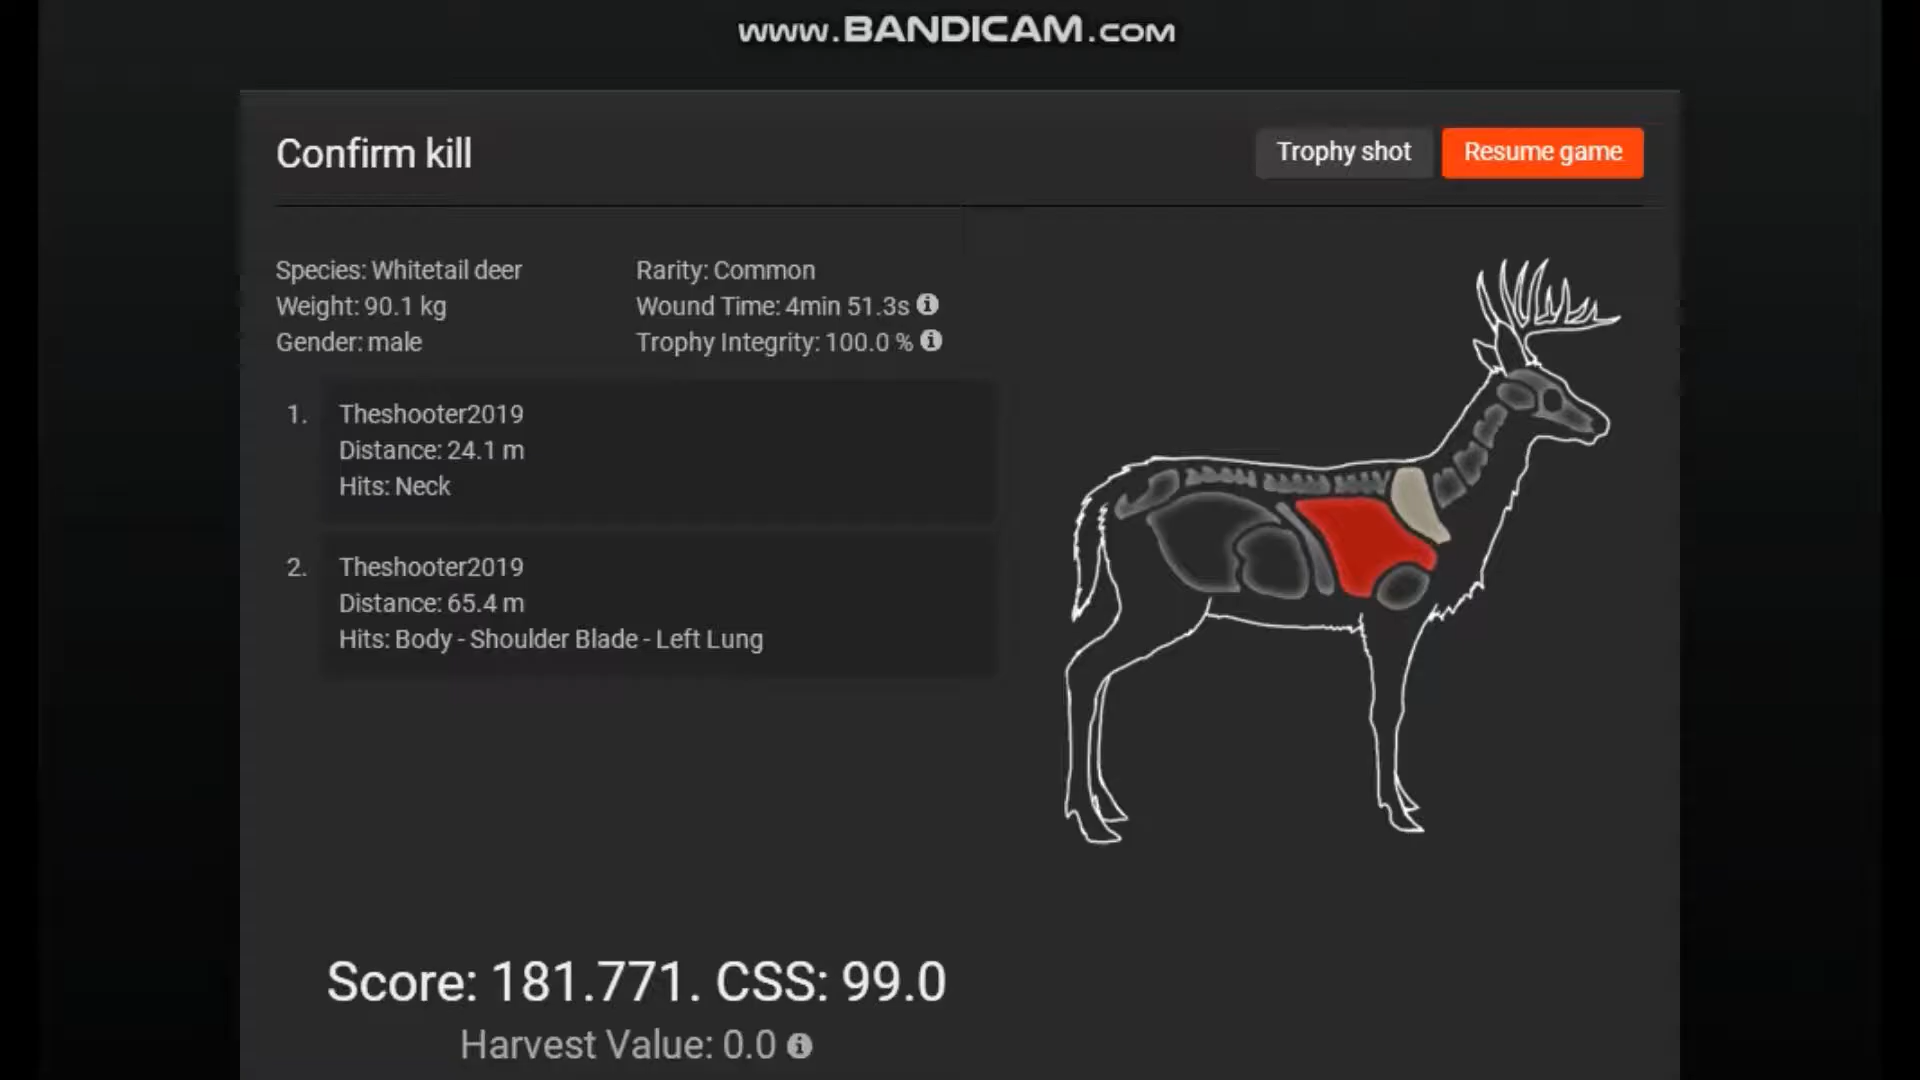 www.BANDICAM.com
Confirm kill
Trophy shot
Resume game
Species: Whitetail deer
Weight: 90.1 kg
Gender: male
Rarity: Common
Wound Time: 4min 51.3s
Trophy Integrity: 100.0 %
1.
Theshooter2019
Distance: 24.1 m
Hits: Neck
2.
Theshooter2019
Distance: 65.4 m
Hits: Body - Shoulder Blade - Left Lung
Score: 181.771. CSS: 99.0
Harvest Value: 0.0